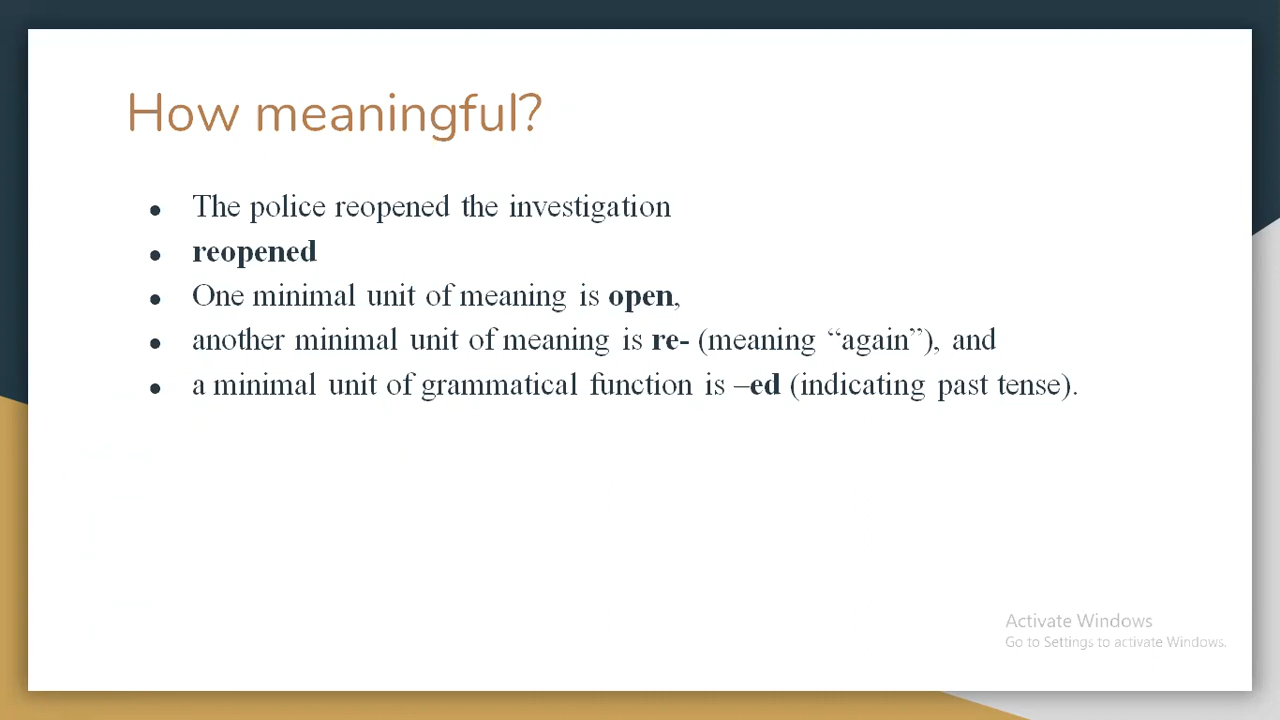 How meaningful?
● The police reopened the investigation
● reopened
● One minimal unit of meaning is open,
● another minimal unit of meaning is re- (meaning “again”), and
● a minimal unit of grammatical function is –ed (indicating past tense).
Activate Windows
Go to Settings to activate Windows.